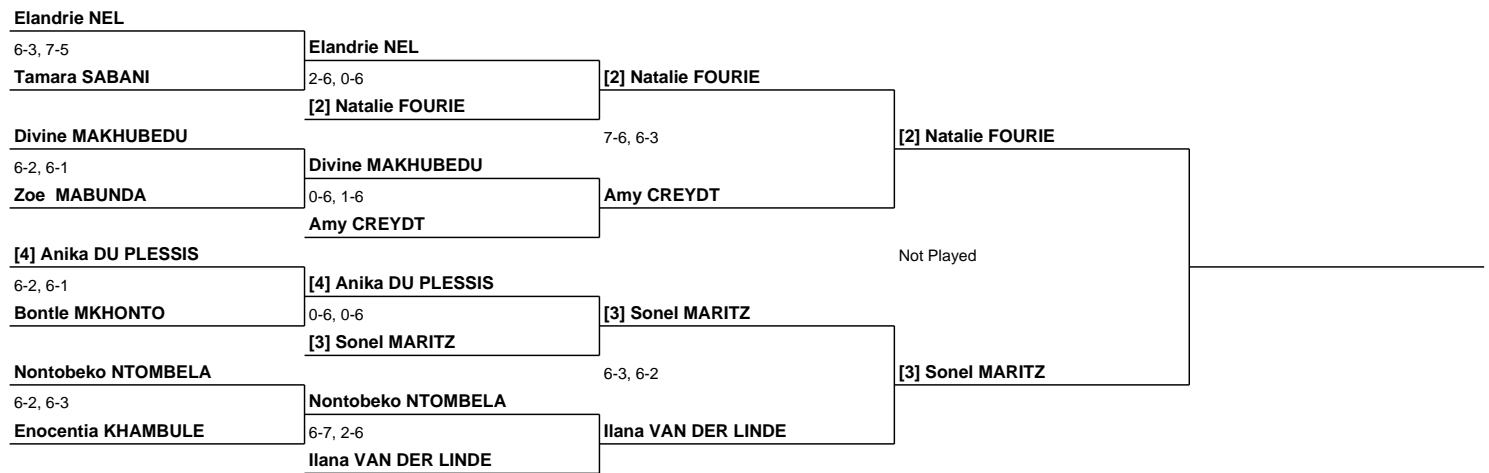 Elandrie NEL
6-3, 7-5
Elandrie NEL
Tamara SABANI
2-6, 0-6
[2] Natalie FOURIE
[2] Natalie FOURIE
Divine MAKHUBEDU
7-6, 6-3
[2] Natalie FOURIE
6-2, 6-1
Divine MAKHUBEDU
Zoe  MABUNDA
0-6, 1-6
Amy CREYDT
Amy CREYDT
[4] Anika DU PLESSIS
Not Played
6-2, 6-1
[4] Anika DU PLESSIS
Bontle MKHONTO
0-6, 0-6
[3] Sonel MARITZ
[3] Sonel MARITZ
Nontobeko NTOMBELA
6-3, 6-2
[3] Sonel MARITZ
6-2, 6-3
Nontobeko NTOMBELA
Enocentia KHAMBULE
6-7, 2-6
Ilana VAN DER LINDE
Ilana VAN DER LINDE